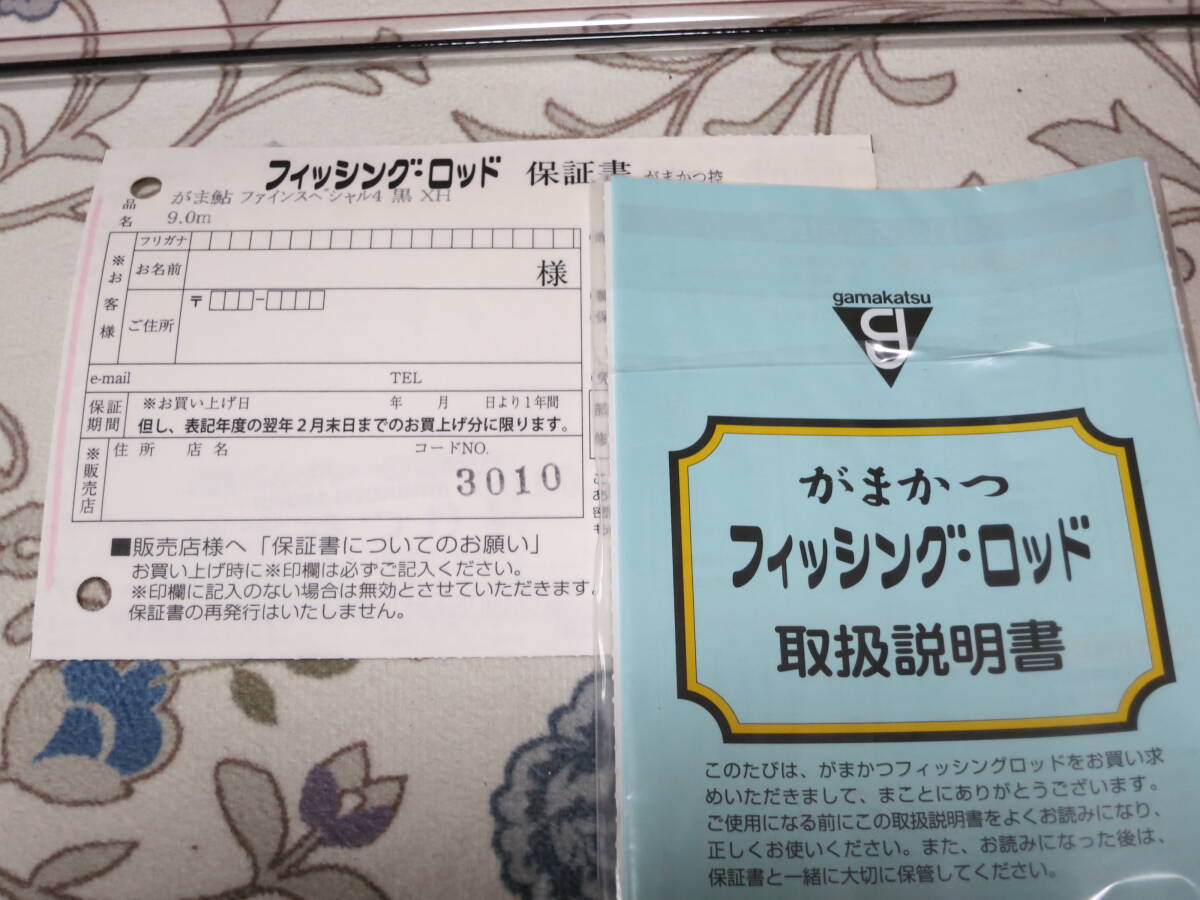 フィッシング・ロッド 保証書 がまかつ控
品名
がま鮎 ファインスペシャル4 黒 XH
9.0m
※お客様
フリガナ
お名前 様
〒 □□□-□□□□
ご住所
e-mail TEL
保証期間
※お買い上げ日 年 月 日より1年間
但し、表記年度の翌年2月末日までのお買上げ分に限ります。
※販売店
住所 店名 コードNO.
3010
■販売店様へ「保証書についてのお願い」
お買い上げ時に※印欄は必ずご記入ください。
※印欄に記入のない場合は無効とさせていただきます。
保証書の再発行はいたしません。
gamakatsu
がまかつ
フィッシング・ロッド
取扱説明書
このたびは、がまかつフィッシングロッドをお買い求
めいただきまして、まことにありがとうございます。
ご使用になる前にこの取扱説明書をよくお読みになり、
正しくお使いください。また、お読みになった後は、
保証書と一緒に大切に保管してください。